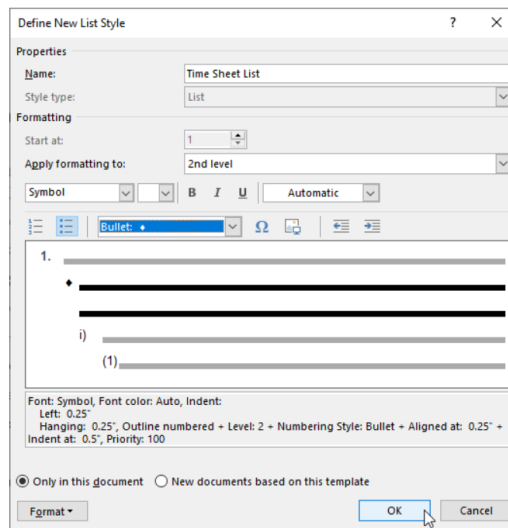 Define New List Style ? ×
Properties
Name: Time Sheet List
Style type: List
Formatting
Start at: 1
Apply formatting to: 2nd level
Symbol B I U Automatic
Bullet: ♦ Ω
1.
♦
i)
(1)
Font: Symbol, Font color: Auto, Indent:
Left: 0.25"
Hanging: 0.25", Outline numbered + Level: 2 + Numbering Style: Bullet + Aligned at: 0.25" +
Indent at: 0.5", Priority: 100
Only in this document New documents based on this template
Format OK Cancel